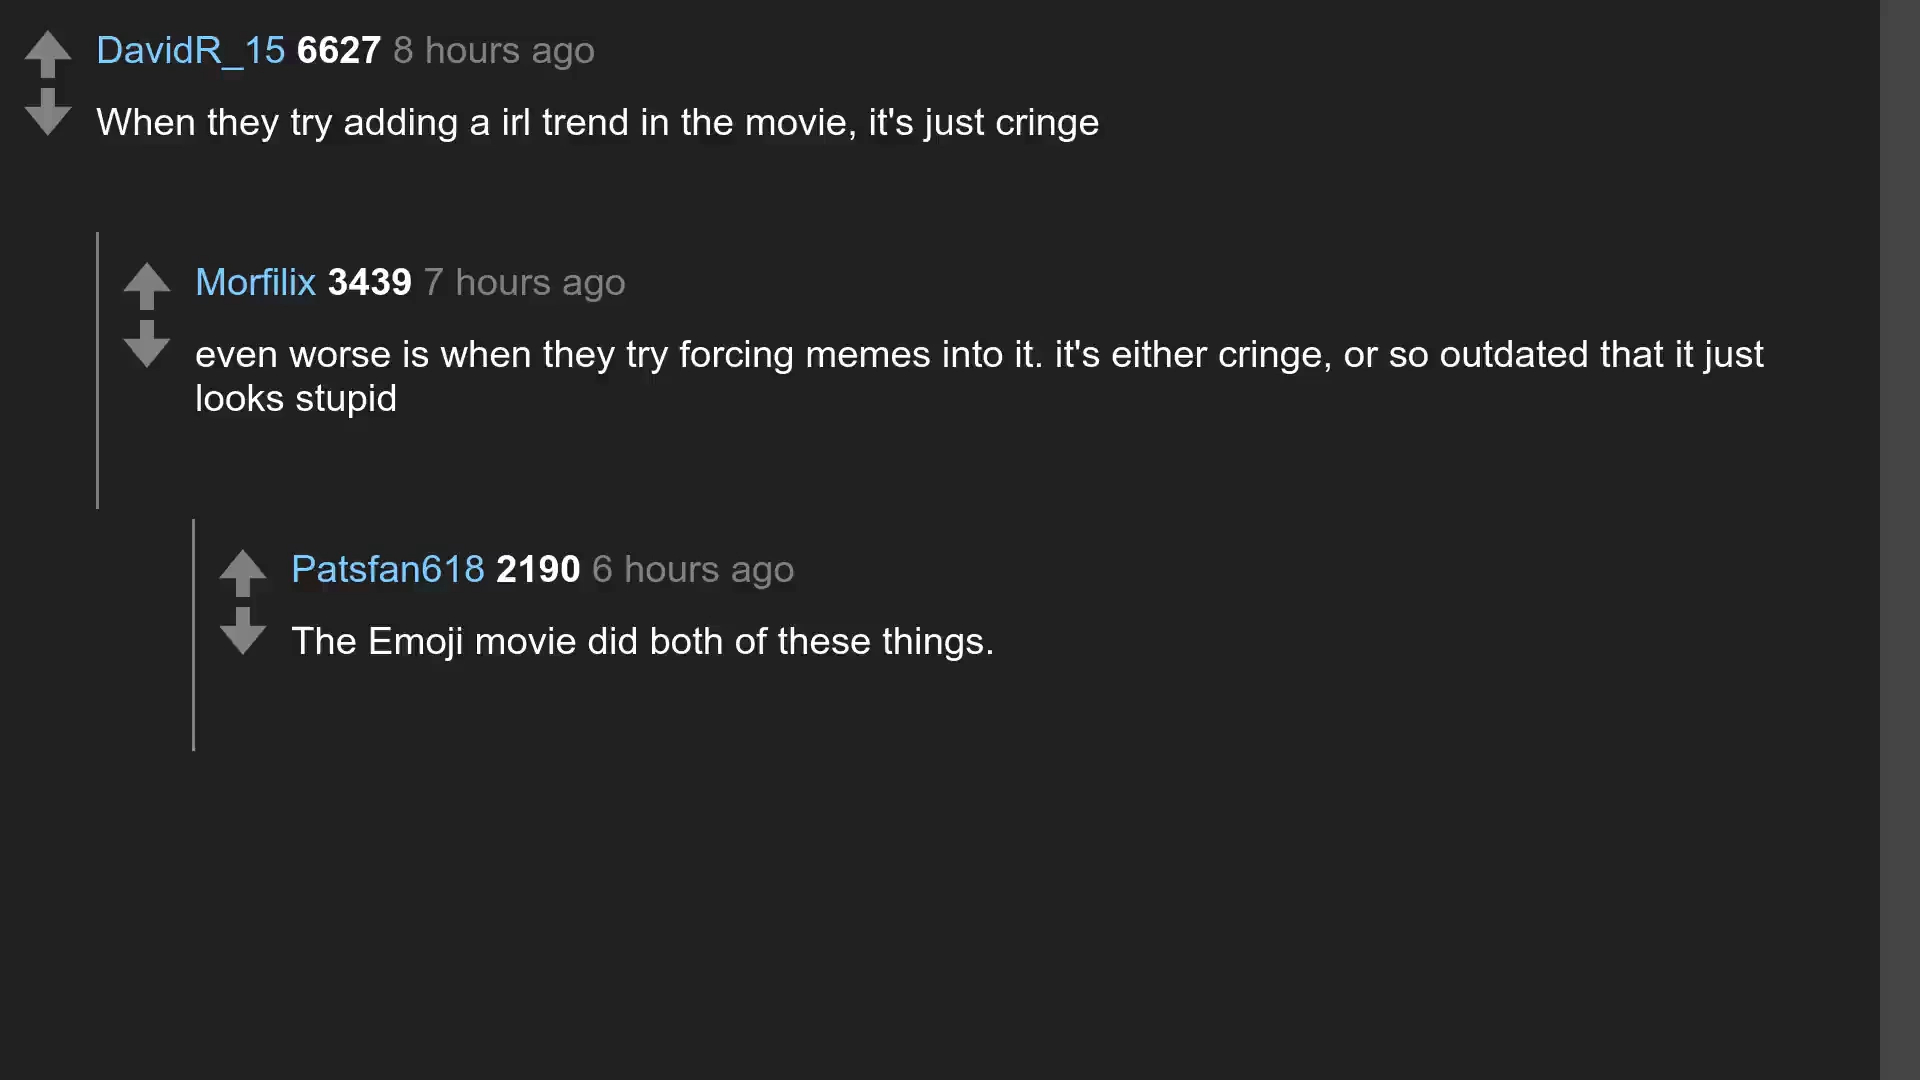 DavidR_15 6627 8 hours ago
When they try adding a irl trend in the movie, it's just cringe
Morfilix 3439 7 hours ago
even worse is when they try forcing memes into it. it's either cringe, or so outdated that it just
looks stupid
Patsfan618 2190 6 hours ago
The Emoji movie did both of these things.